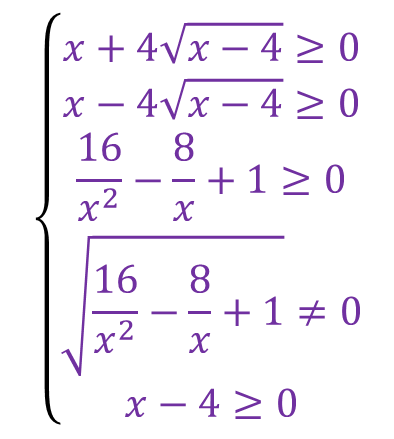 x + 4√(x − 4) ≥ 0
x − 4√(x − 4) ≥ 0
16/x² − 8/x + 1 ≥ 0
√(16/x² − 8/x + 1) ≠ 0
x − 4 ≥ 0